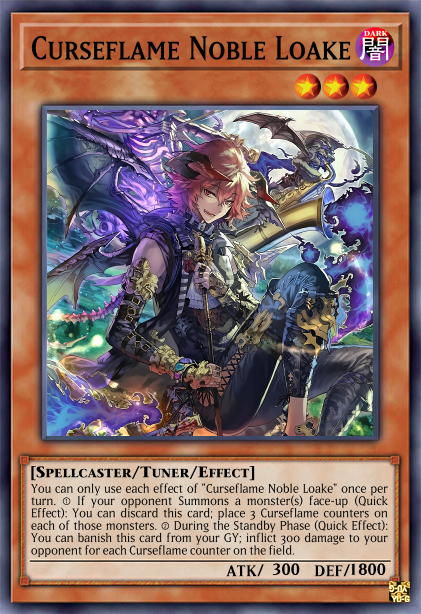 Curseflame Noble Loake
DARK
闇
[Spellcaster/Tuner/Effect]
You can only use each effect of "Curseflame Noble Loake" once per
turn. ① If your opponent Summons a monster(s) face-up (Quick
Effect): You can discard this card; place 3 Curseflame counters on
each of those monsters. ② During the Standby Phase (Quick Effect):
You can banish this card from your GY; inflict 300 damage to your
opponent for each Curseflame counter on the field.
ATK/ 300 DEF/1800